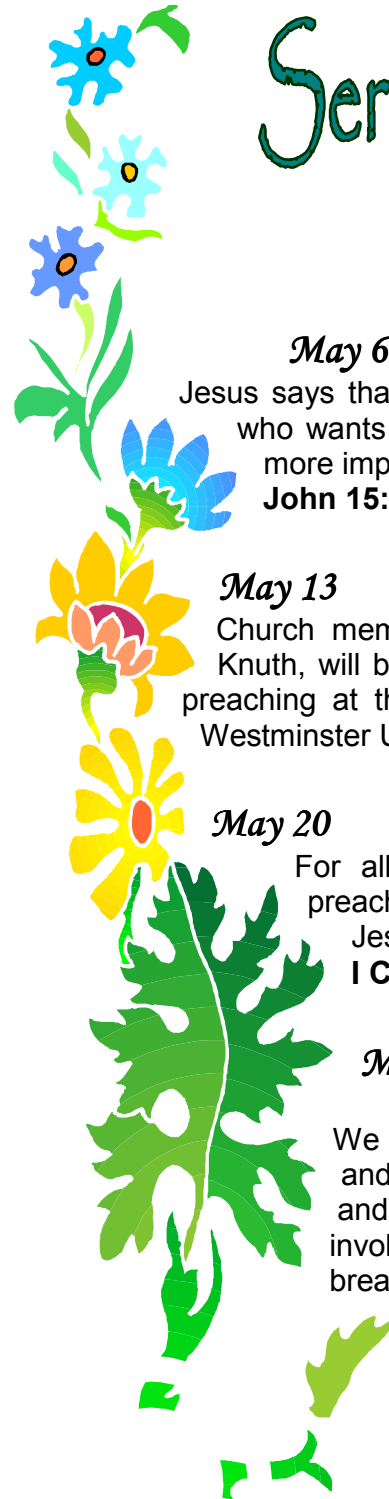 Ser
May 6
Jesus says tha
who wants
more imp
John 15:
May 13
Church mem
Knuth, will b
preaching at th
Westminster U
May 20
For all
preach
Jes
I C
M
We
and
and
invol
brea